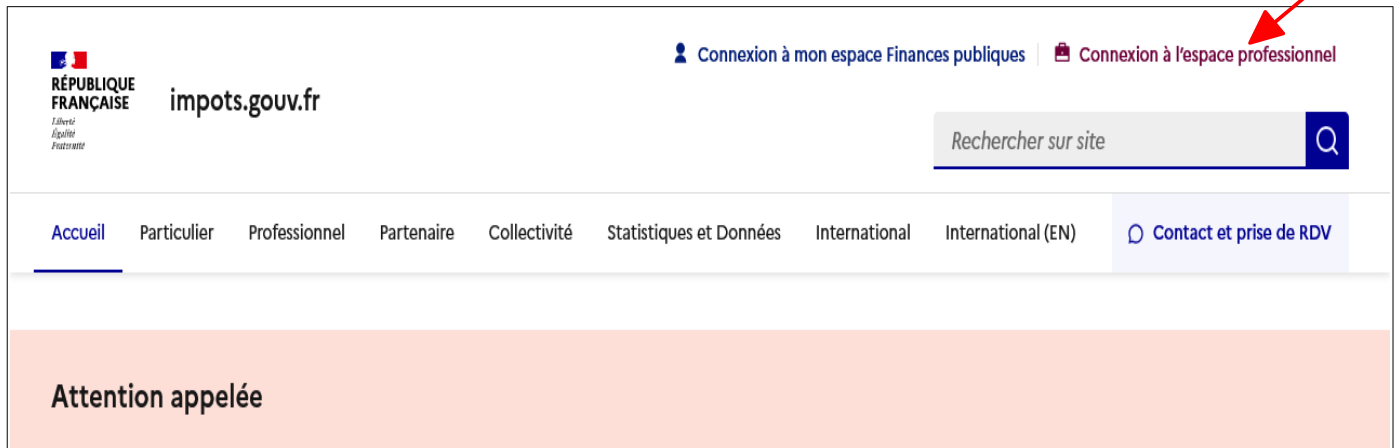 Connexion à mon espace Finances publiques
Connexion à l'espace professionnel
RÉPUBLIQUE
FRANÇAISE
Liberté
Égalité
Fraternité
impots.gouv.fr
Rechercher sur site
Accueil Particulier Professionnel Partenaire Collectivité Statistiques et Données International International (EN) Contact et prise de RDV
Attention appelée